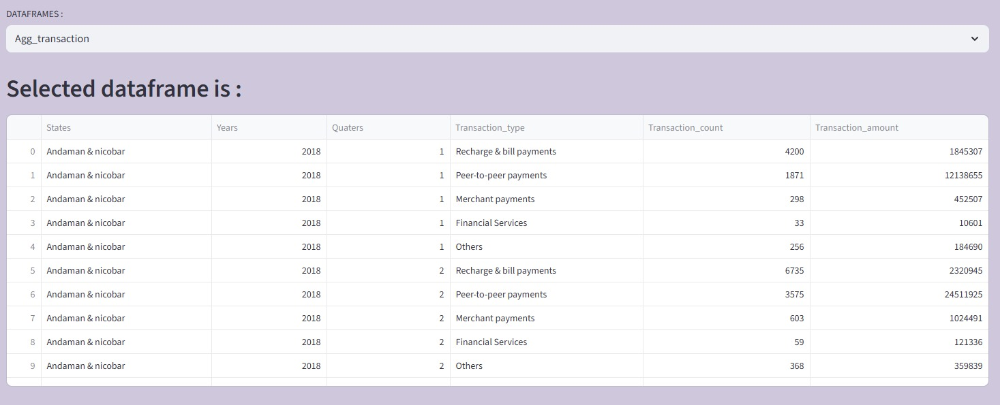 DATAFRAMES :
Agg_transaction
Selected dataframe is :
States Years Quaters Transaction_type Transaction_count Transaction_amount
0 Andaman & nicobar 2018 1 Recharge & bill payments 4200 1845307
1 Andaman & nicobar 2018 1 Peer-to-peer payments 1871 12138655
2 Andaman & nicobar 2018 1 Merchant payments 298 452507
3 Andaman & nicobar 2018 1 Financial Services 33 10601
4 Andaman & nicobar 2018 1 Others 256 184690
5 Andaman & nicobar 2018 2 Recharge & bill payments 6735 2320945
6 Andaman & nicobar 2018 2 Peer-to-peer payments 3575 24511925
7 Andaman & nicobar 2018 2 Merchant payments 603 1024491
8 Andaman & nicobar 2018 2 Financial Services 59 121336
9 Andaman & nicobar 2018 2 Others 368 359839